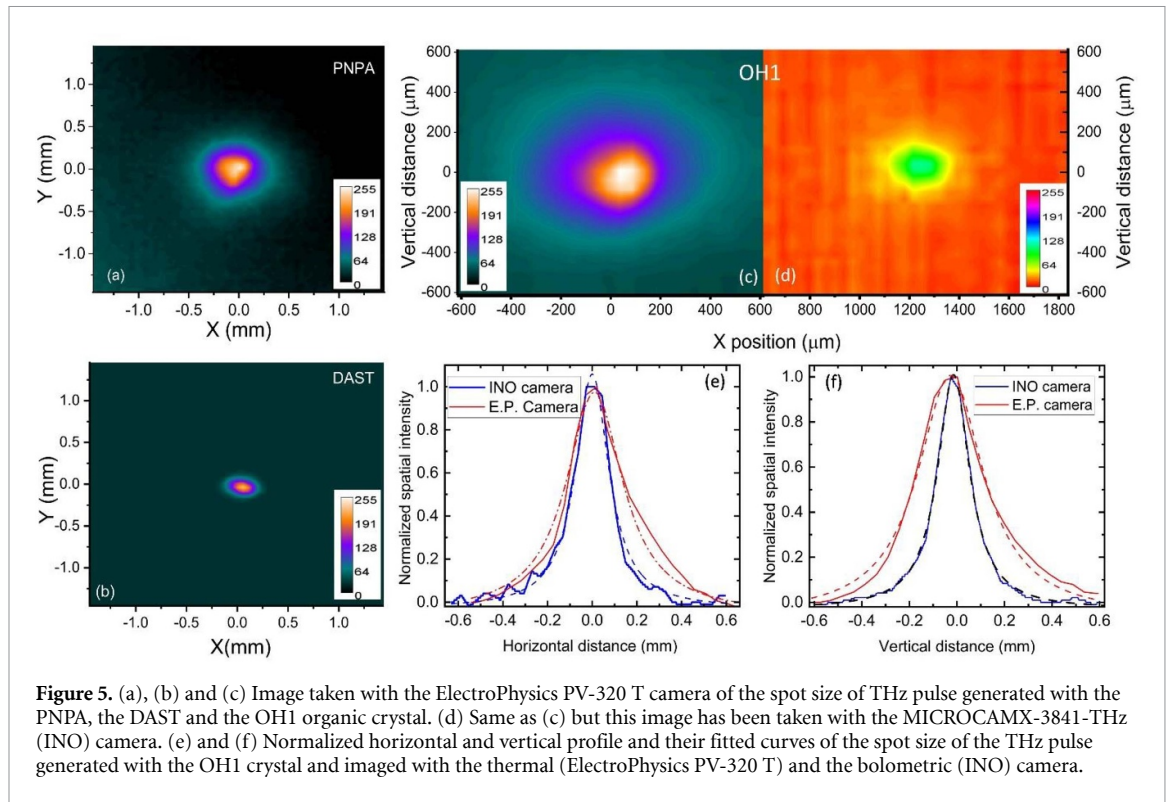 PNPA
1.0
0.5
0.0
-0.5
-1.0
Y (mm)
255
191
128
64
0
(a)
-1.0 -0.5 0.0 0.5 1.0
X (mm)
OH1
600
400
200
0
-200
-400
-600
Vertical distance (μm)
255
191
128
64
0
(c)
(d)
255
191
128
64
0
600
400
200
0
-200
-400
-600
Vertical distance (μm)
-600 -400 -200 0 200 400 600 800 1000 1200 1400 1600 1800
X position (μm)
DAST
1.0
0.5
0.0
-0.5
-1.0
Y (mm)
255
191
128
64
0
(b)
-1.0 -0.5 0.0 0.5 1.0
X(mm)
(e)
INO camera
E.P. Camera
1.0
0.8
0.6
0.4
0.2
0.0
Normalized spatial intensity
-0.6 -0.4 -0.2 0.0 0.2 0.4 0.6
Horizontal distance (mm)
(f)
INO camera
E.P. camera
1.0
0.8
0.6
0.4
0.2
0.0
Normalized spatial intensity
-0.6 -0.4 -0.2 0.0 0.2 0.4 0.6
Vertical distance (mm)
Figure 5. (a), (b) and (c) Image taken with the ElectroPhysics PV-320 T camera of the spot size of THz pulse generated with the
PNPA, the DAST and the OH1 organic crystal. (d) Same as (c) but this image has been taken with the MICROCAMX-3841-THz
(INO) camera. (e) and (f) Normalized horizontal and vertical profile and their fitted curves of the spot size of the THz pulse
generated with the OH1 crystal and imaged with the thermal (ElectroPhysics PV-320 T) and the bolometric (INO) camera.